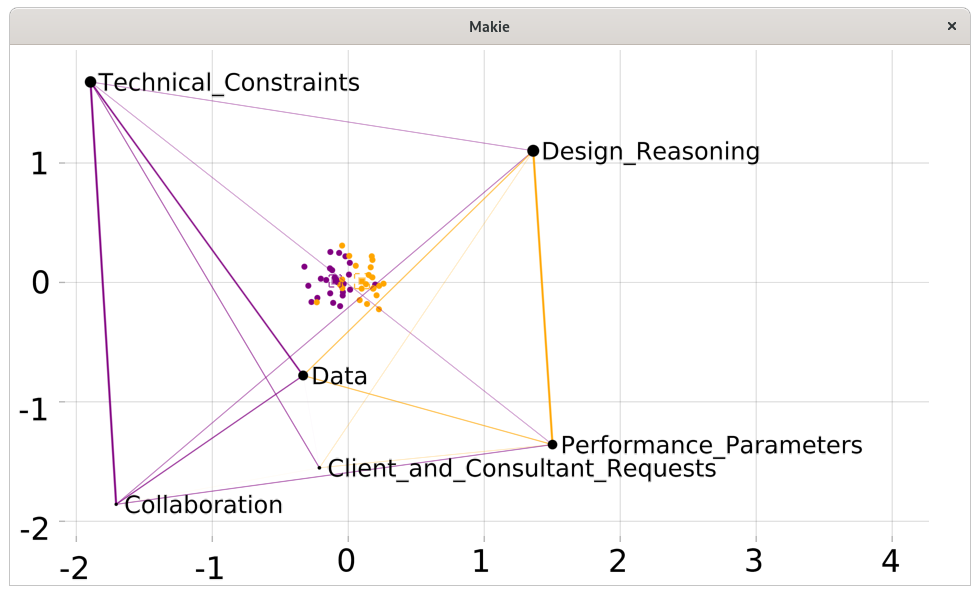 Makie
×
Technical_Constraints
Design_Reasoning
1
0
Data
-1
Performance_Parameters
Client_and_Consultant_Requests
Collaboration
-2
-2 -1 0 1 2 3 4